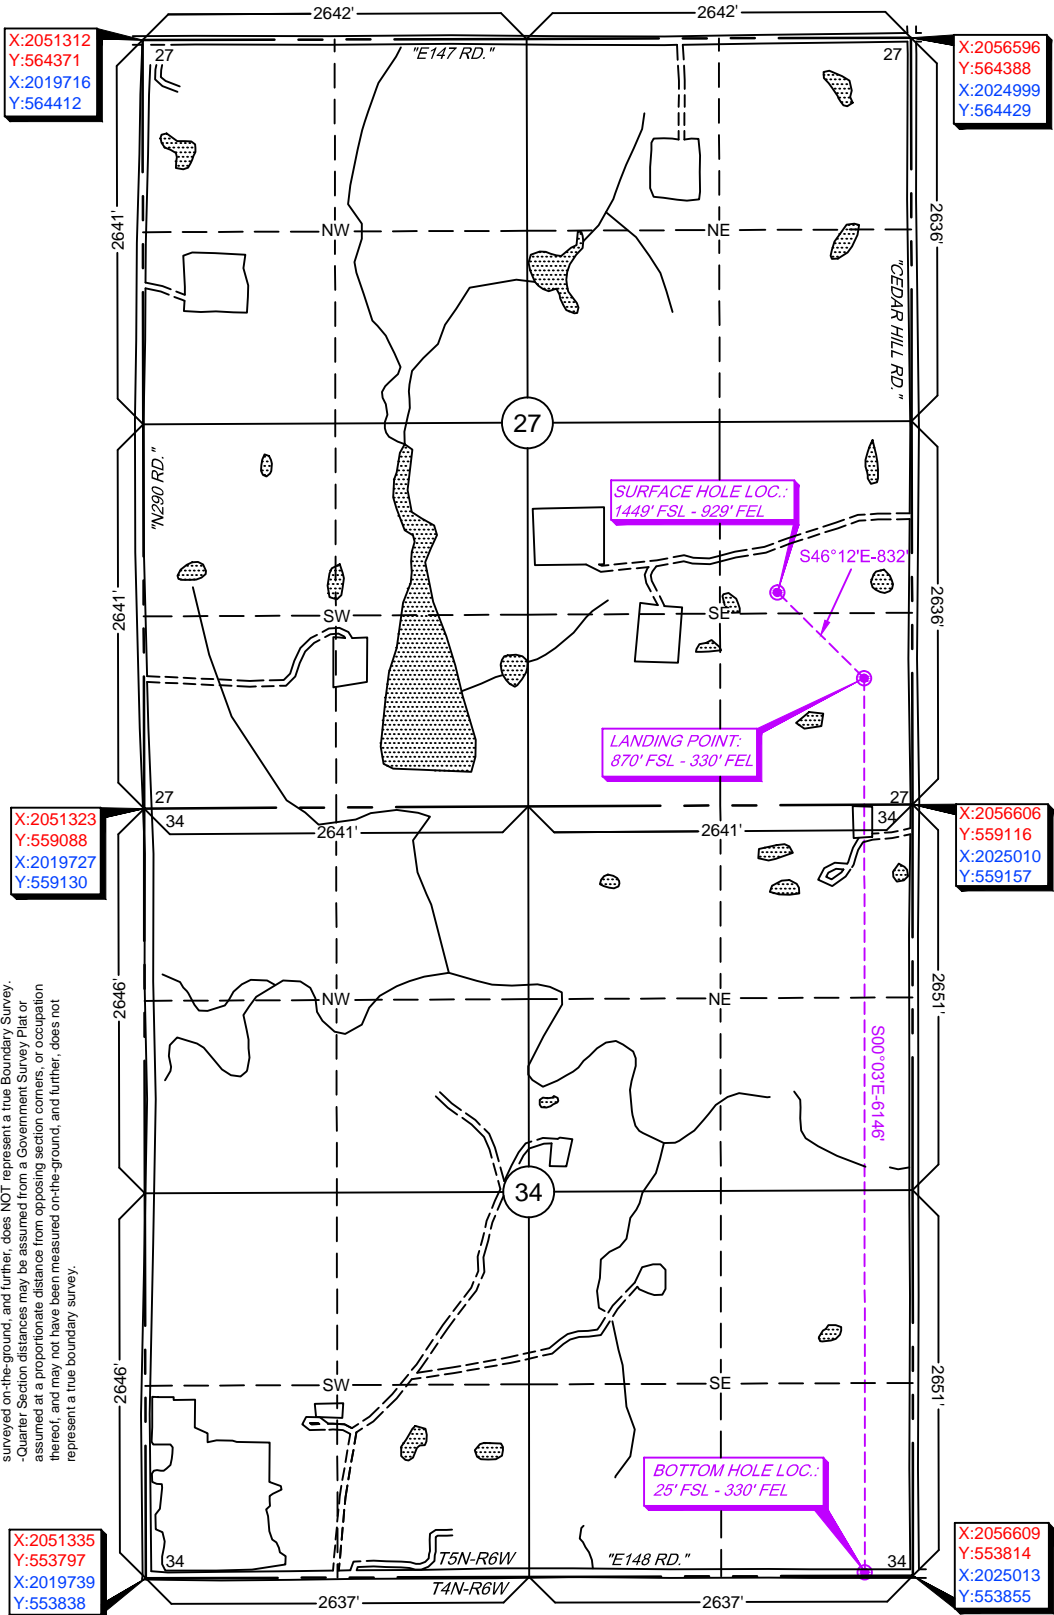 2642'
2642'
X:2051312
Y:564371
X:2019716
Y:564412
27
"E147 RD."
27
X:2056596
Y:564388
X:2024999
Y:564429
2641'
NW
NE
2636'
"CEDAR HILL RD."
27
"N290 RD."
SURFACE HOLE LOC.:
1449' FSL - 929' FEL
S46°12'E-832'
2641'
SW
SE
2636'
LANDING POINT:
870' FSL - 330' FEL
27
27
X:2051323
Y:559088
X:2019727
Y:559130
34
2641'
2641'
34
X:2056606
Y:559116
X:2025010
Y:559157
surveyed on-the-ground, and further, does NOT represent a true Boundary Survey.
-Quarter Section distances may be assumed from a Government Survey Plat or
assumed at a proportionate distance from opposing section corners, or occupation
thereof, and may not have been measured on-the-ground, and further, does not
represent a true boundary survey.
2646'
NW
NE
2651'
S00°03'E-6146'
34
2646'
SW
SE
2651'
BOTTOM HOLE LOC.:
25' FSL - 330' FEL
X:2051335
Y:553797
X:2019739
Y:553838
34
T5N-R6W
"E148 RD."
34
T4N-R6W
X:2056609
Y:553814
X:2025013
Y:553855
2637'
2637'